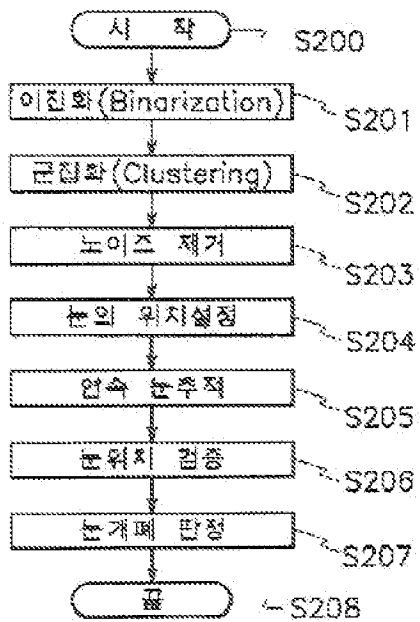 시 작
S200
이진화(Binarization)
S201
군집화(Clustering)
S202
노이즈 제거
S203
눈의 위치설정
S204
연속 눈추적
S205
눈위치 검증
S206
눈개폐 판정
S207
끝
S208